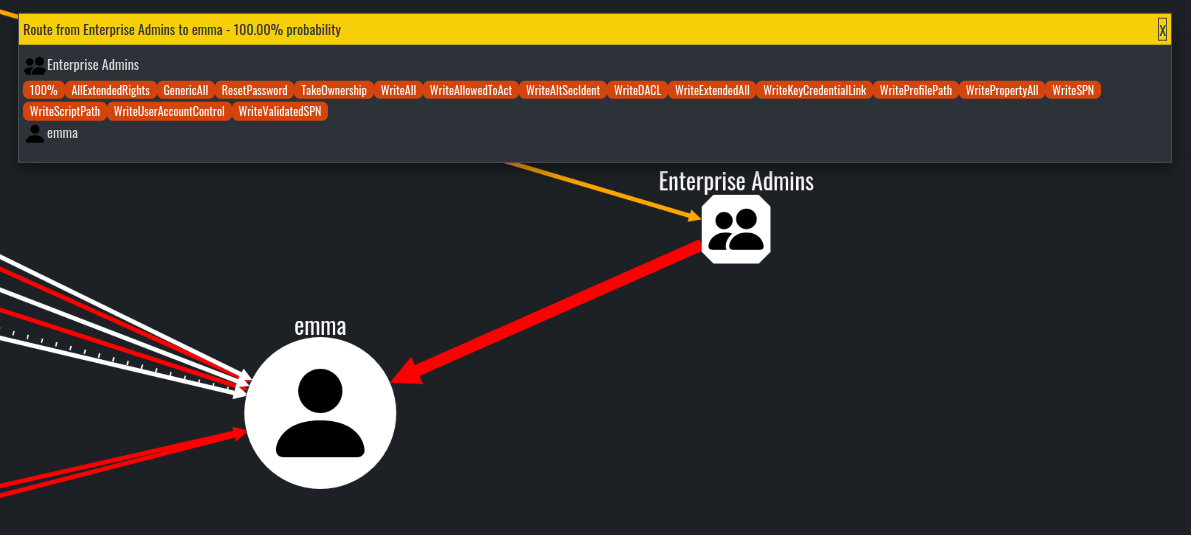 Route from Enterprise Admins to emma - 100.00% probability X
Enterprise Admins
100% AllExtendedRights GenericAll ResetPassword TakeOwnership WriteAll WriteAllowedToAct WriteAltSecIdent WriteDACL WriteExtendedAll WriteKeyCredentialLink WriteProfilePath WritePropertyAll WriteSPN
WriteScriptPath WriteUserAccountControl WriteValidatedSPN
emma
Enterprise Admins
emma